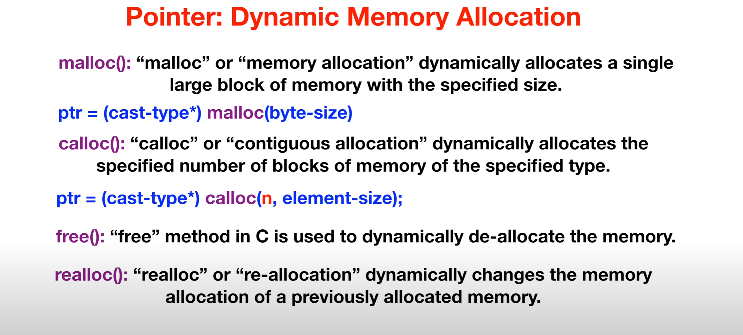 Pointer: Dynamic Memory Allocation
malloc(): “malloc” or “memory allocation” dynamically allocates a single
large block of memory with the specified size.
ptr = (cast-type*) malloc(byte-size)
calloc(): “calloc” or “contiguous allocation” dynamically allocates the
specified number of blocks of memory of the specified type.
ptr = (cast-type*) calloc(n, element-size);
free(): “free” method in C is used to dynamically de-allocate the memory.
realloc(): “realloc” or “re-allocation” dynamically changes the memory
allocation of a previously allocated memory.